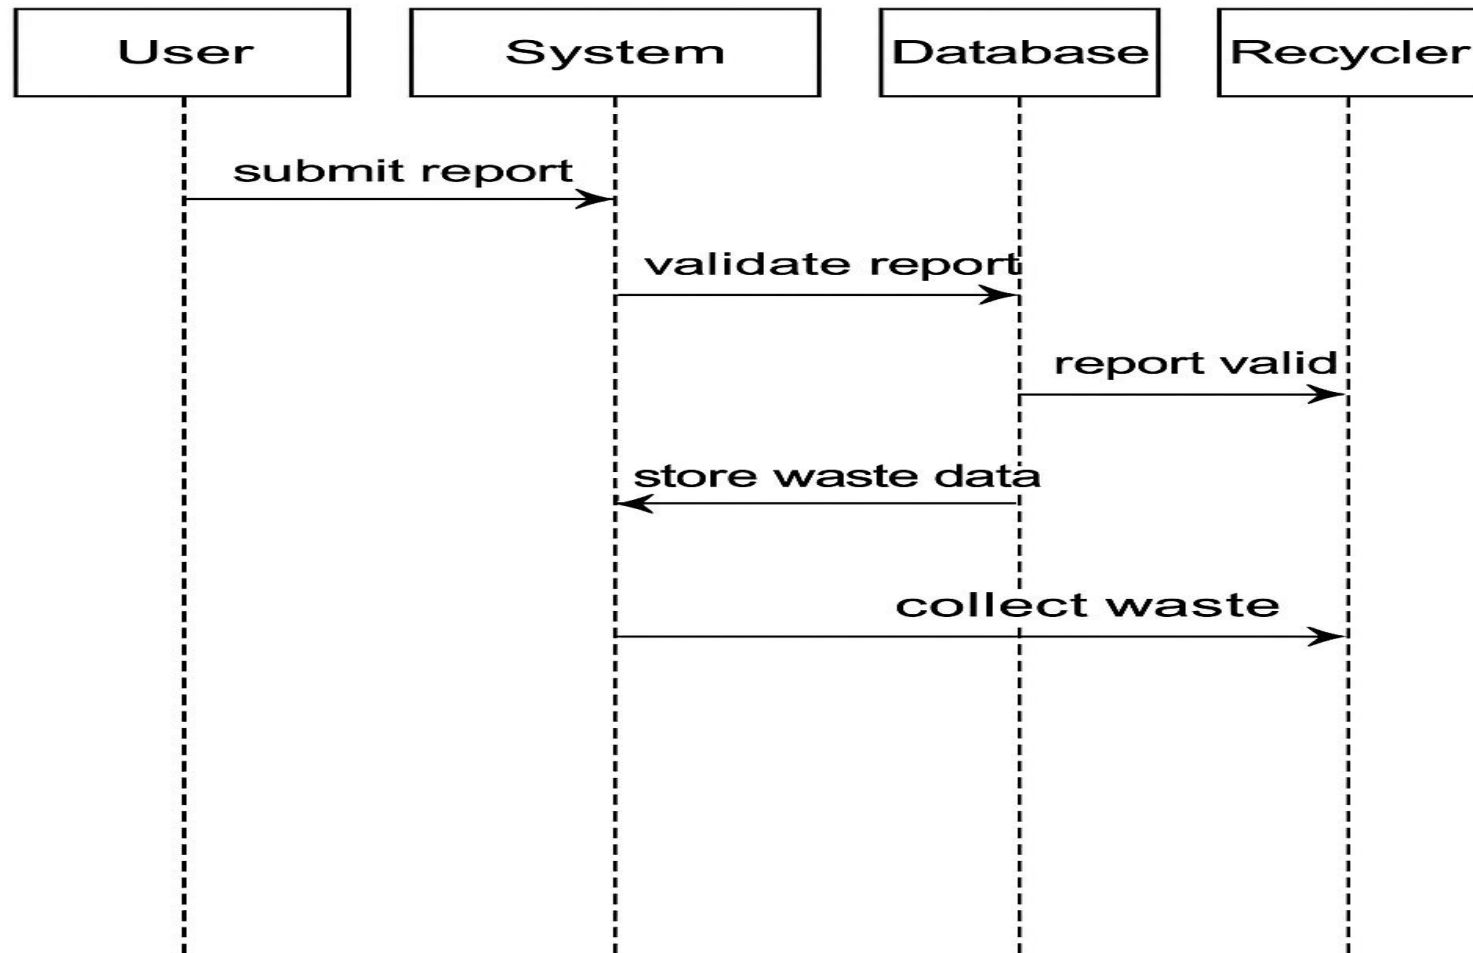 User
System
Database
Recycler
submit report
validate report
report valid
store waste data
collect waste